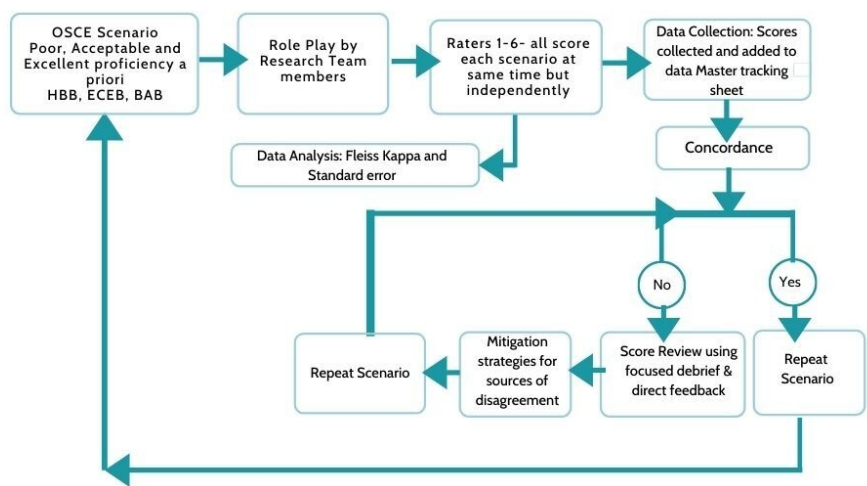 OSCE Scenario
Poor, Acceptable and
Excellent proficiency a
priori
HBB, ECEB, BAB
Role Play by
Research Team
members
Raters 1-6- all score
each scenario at
same time but
independently
Data Collection: Scores
collected and added to
data Master tracking
sheet
Data Analysis: Fleiss Kappa and
Standard error
Concordance
No
Yes
Repeat Scenario
Mitigation
strategies for
sources of
disagreement
Score Review using
focused debrief &
direct feedback
Repeat
Scenario